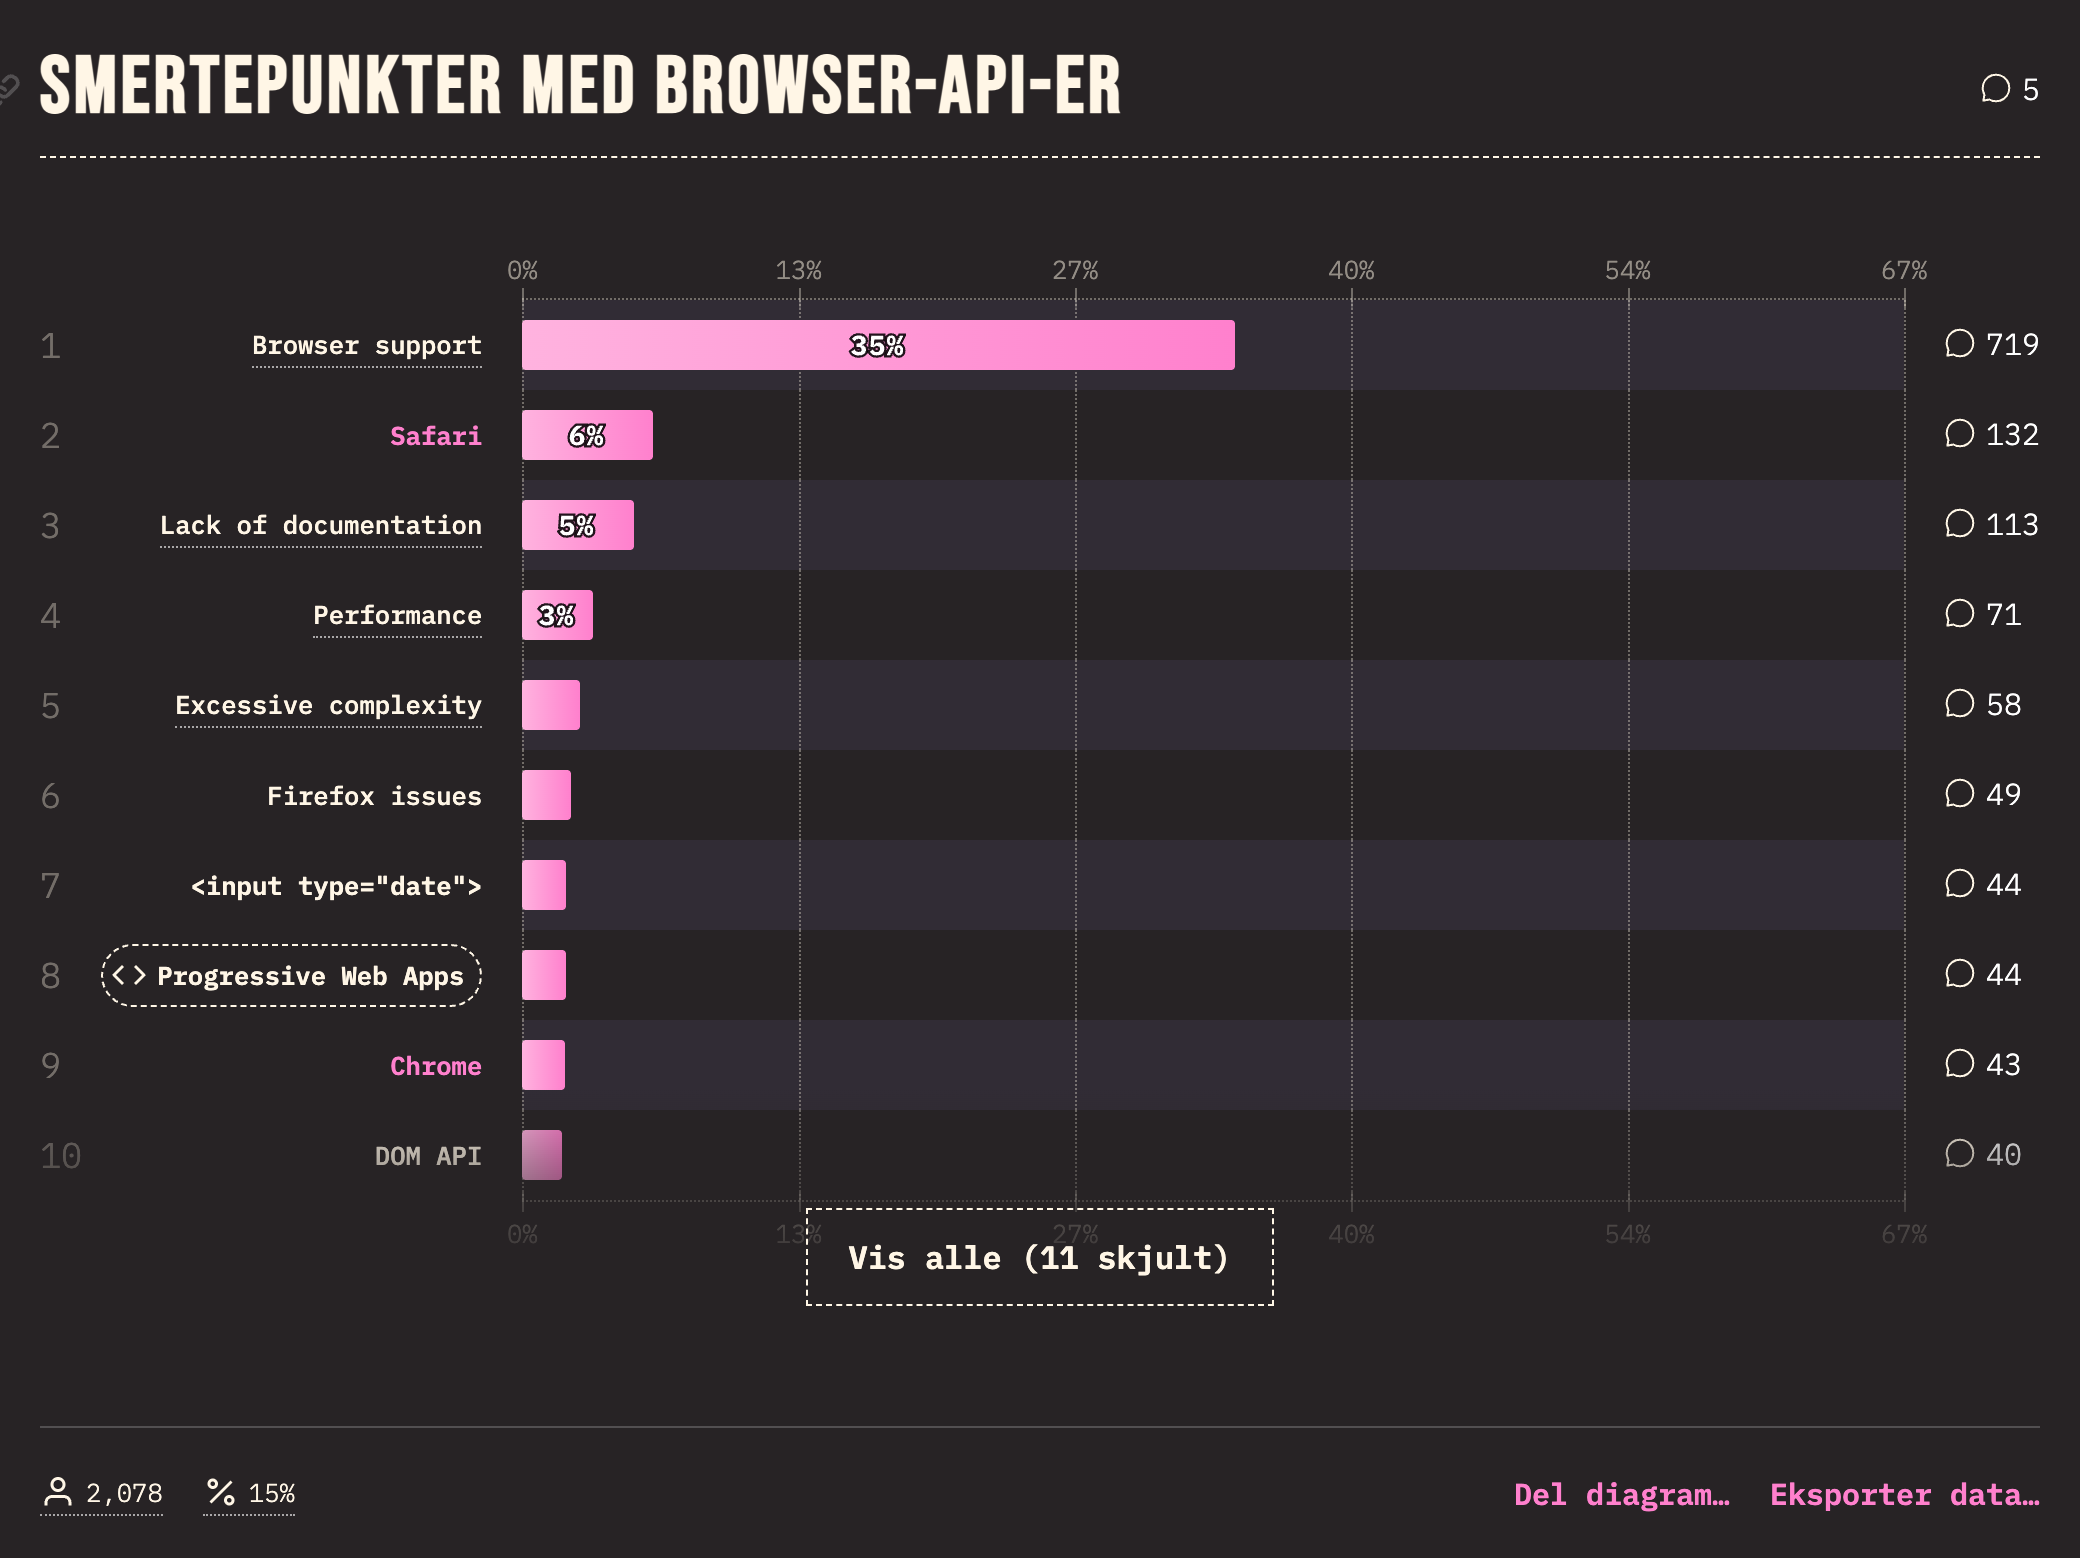 SMERTEPUNKTER MED BROWSER-API-ER
5
0% 13% 27% 40% 54% 67%
1 Browser support 35% 719
2 Safari 6% 132
3 Lack of documentation 5% 113
4 Performance 3% 71
5 Excessive complexity 58
6 Firefox issues 49
7 <input type="date"> 44
8 <> Progressive Web Apps 44
9 Chrome 43
10 DOM API 40
0% 13% 27% 40% 54% 67%
Vis alle (11 skjult)
2,078 % 15% Del diagram… Eksporter data…